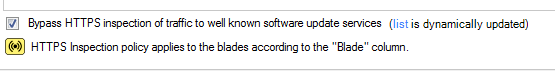 Bypass HTTPS inspection of traffic to well known software update services (list is dynamically updated)
HTTPS Inspection policy applies to the blades according to the "Blade" column.